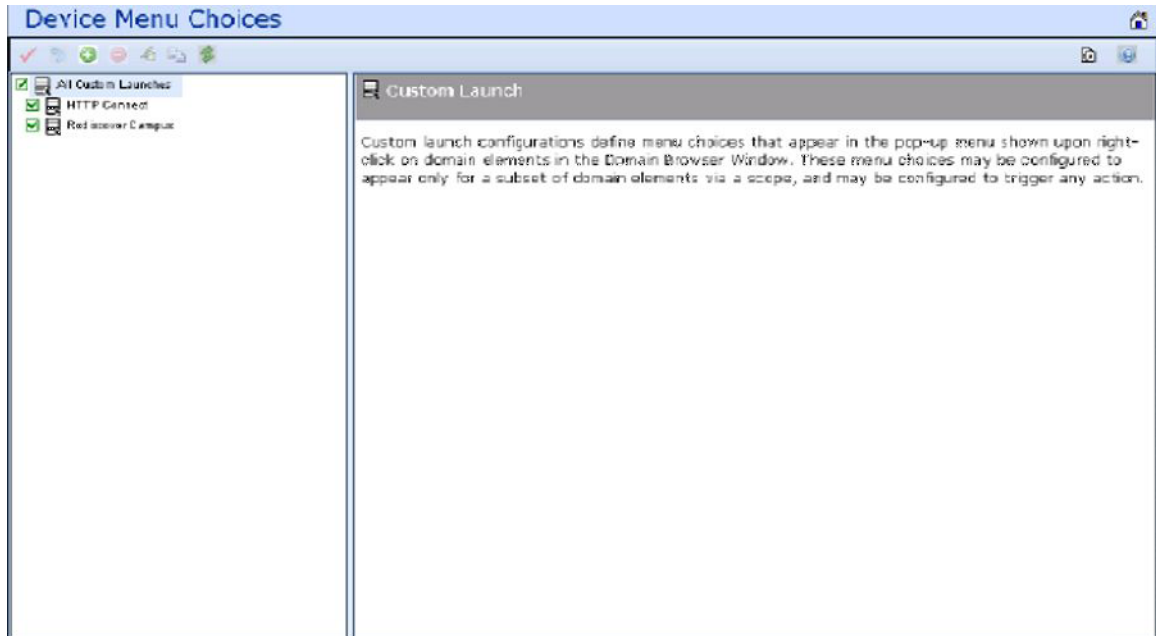 Device Menu Choices
All Custom Launches
HTTP Connect
Rediscover Campus
Custom Launch
Custom launch configurations define menu choices that appear in the pop-up menu shown upon right-
click on domain elements in the Domain Browser Window. These menu choices may be configured to
appear only for a subset of domain elements via a scope, and may be configured to trigger any action.